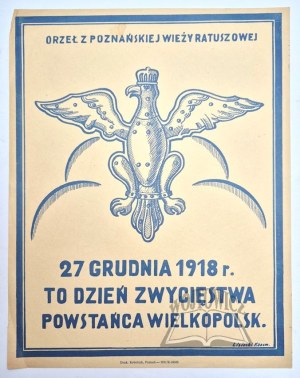 ORZEŁ Z POZNAŃSKIEJ WIEŻY RATUSZOWEJ
27 GRUDNIA 1918 r.
TO DZIEŃ ZWYCIĘSTWA
POWSTAŃCA WIELKOPOLSK.